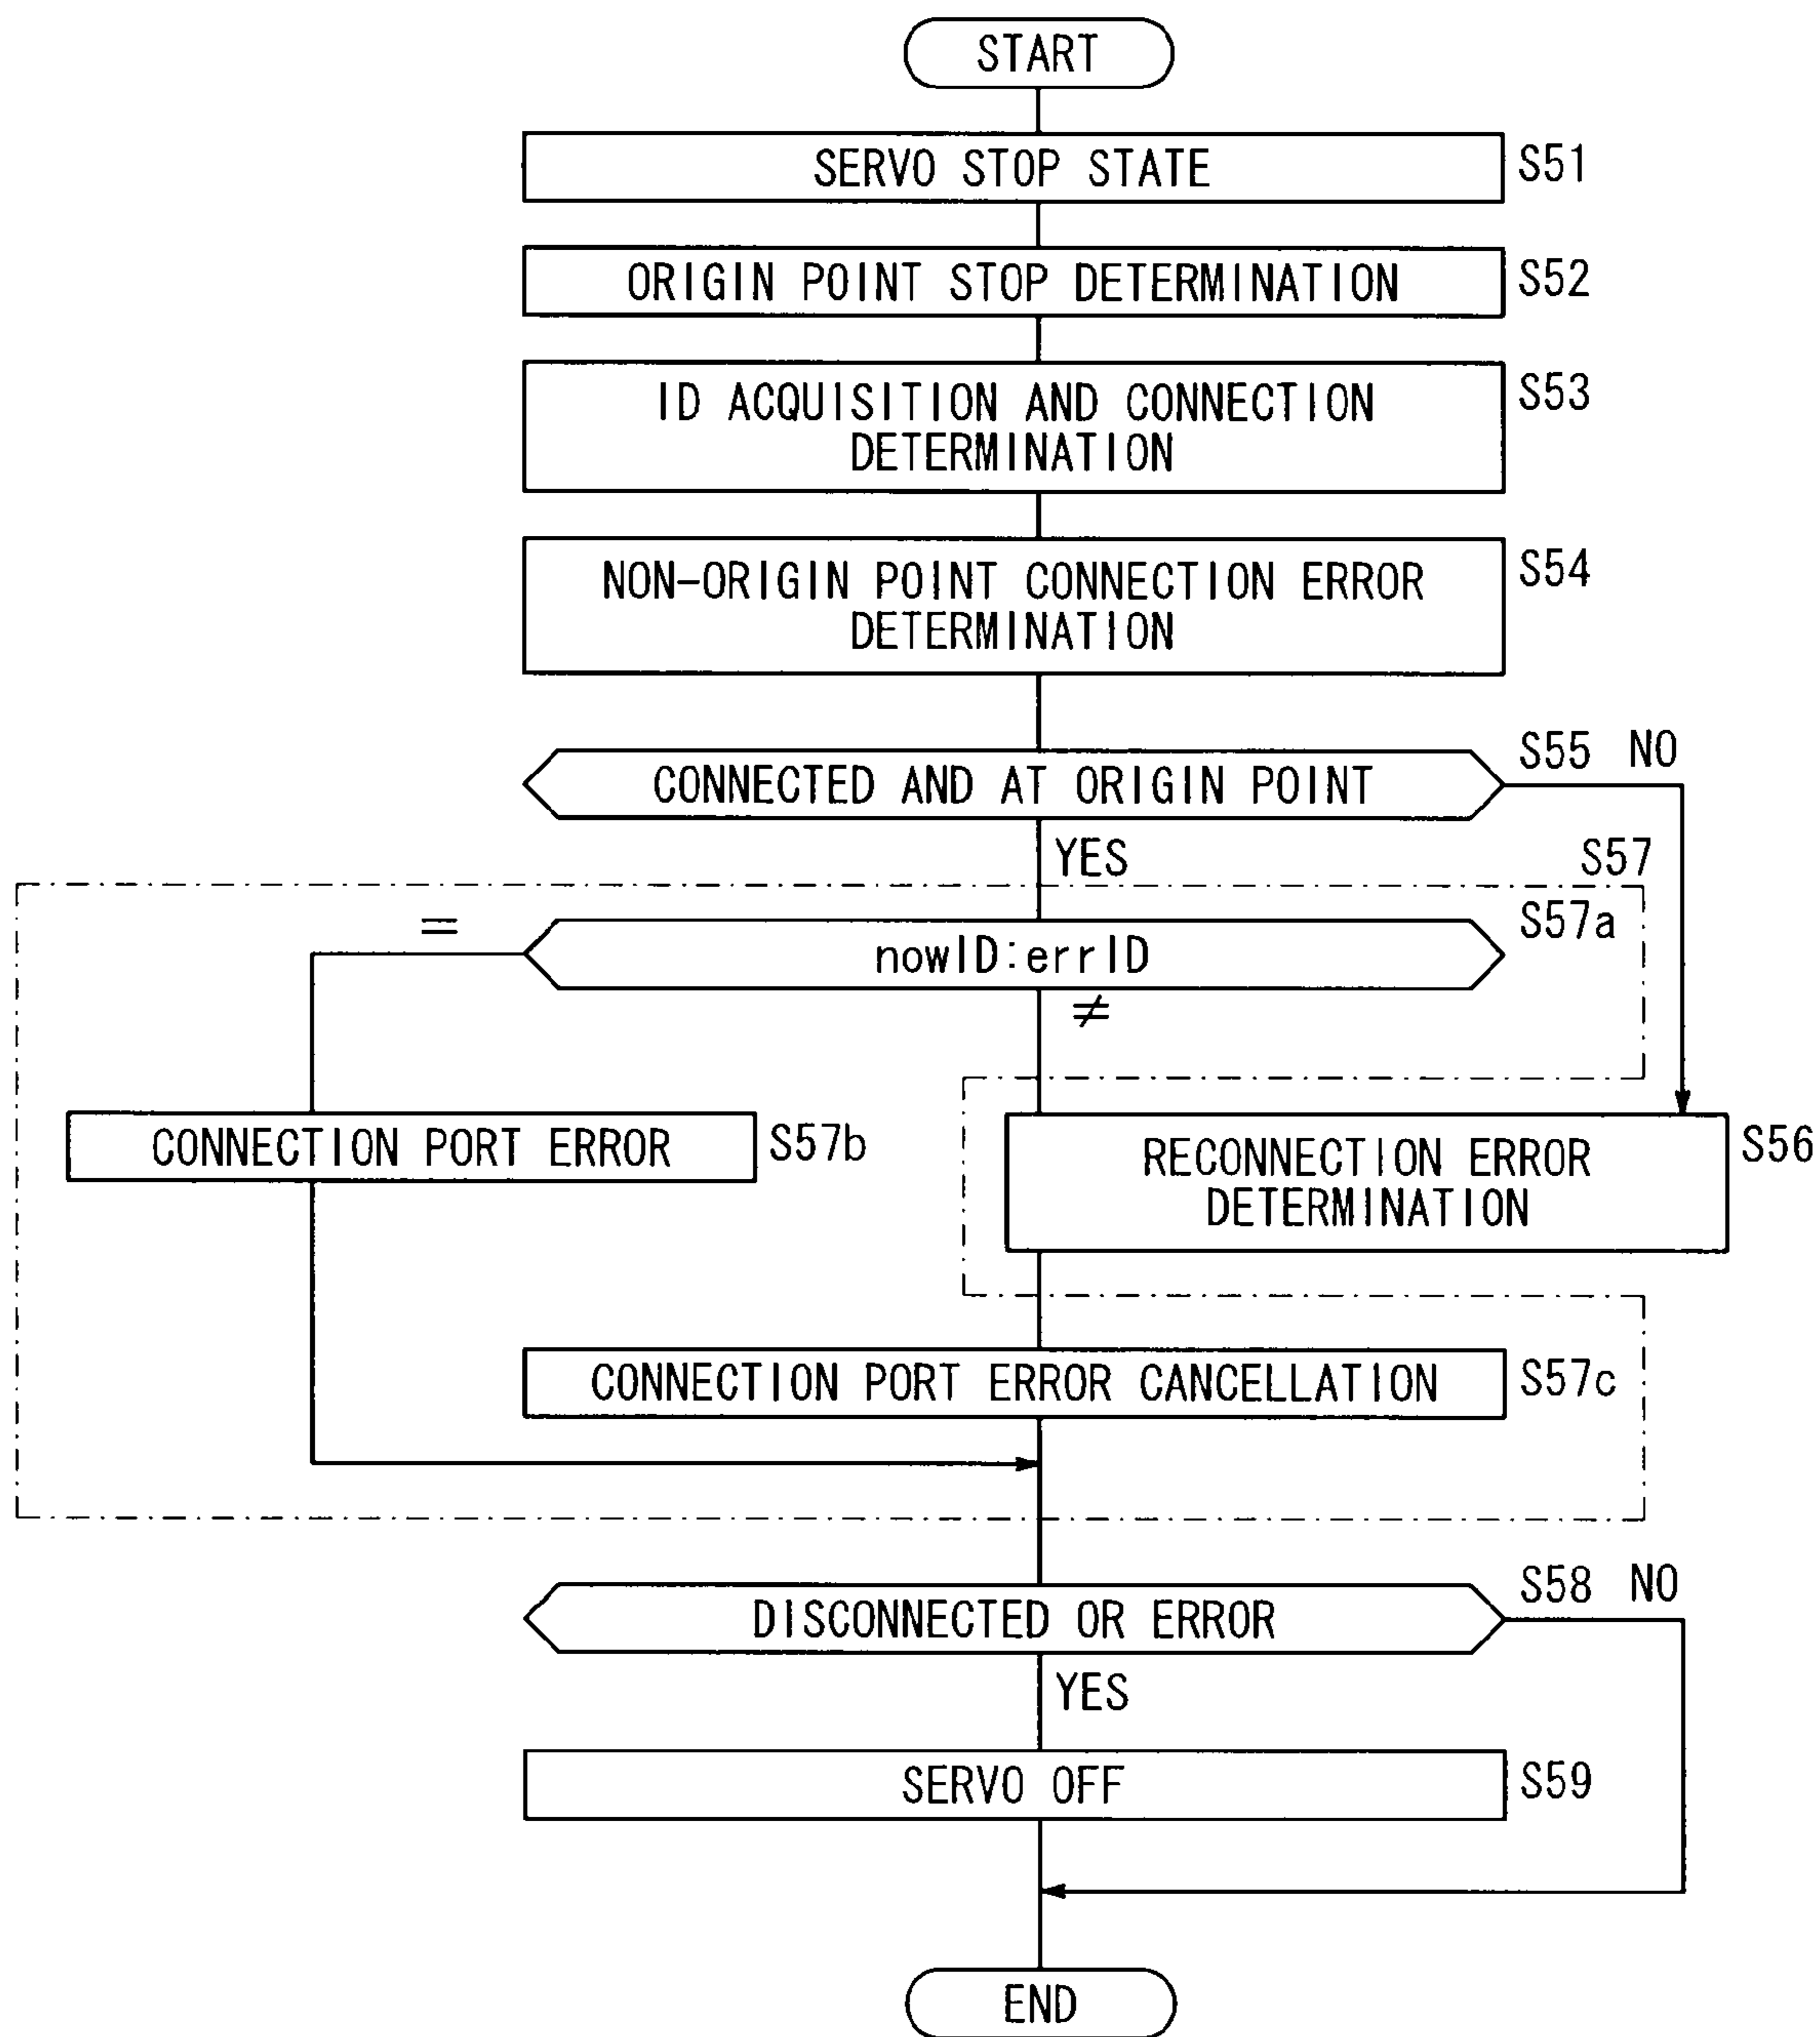 START
SERVO STOP STATE
S51
ORIGIN POINT STOP DETERMINATION
S52
ID ACQUISITION AND CONNECTION
DETERMINATION
S53
NON-ORIGIN POINT CONNECTION ERROR
DETERMINATION
S54
CONNECTED AND AT ORIGIN POINT
S55 NO
YES
S57
=
nowID:errID
S57a
≠
CONNECTION PORT ERROR
S57b
RECONNECTION ERROR
DETERMINATION
S56
CONNECTION PORT ERROR CANCELLATION
S57c
DISCONNECTED OR ERROR
S58 NO
YES
SERVO OFF
S59
END